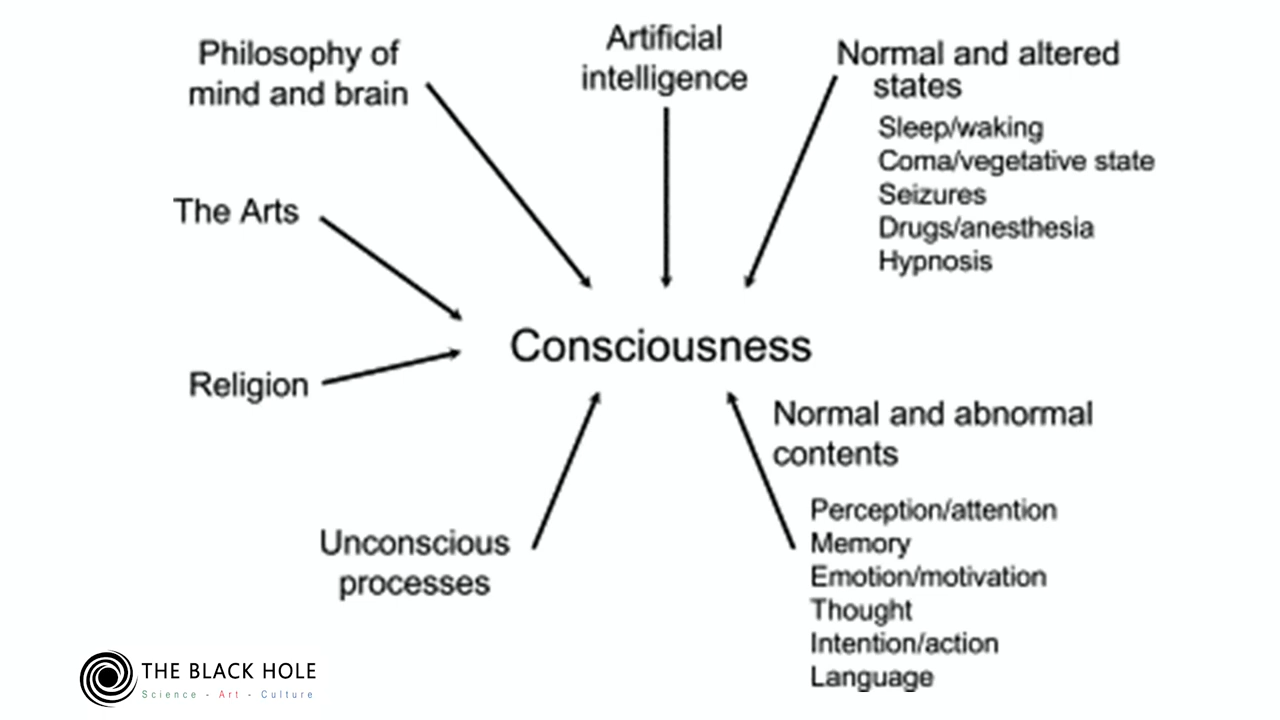 Philosophy of
mind and brain
Artificial
intelligence
Normal and altered
states
Sleep/waking
Coma/vegetative state
Seizures
Drugs/anesthesia
Hypnosis
The Arts
Religion
Consciousness
Unconscious
processes
Normal and abnormal
contents
Perception/attention
Memory
Emotion/motivation
Thought
Intention/action
Language
THE BLACK HOLE
Science - Art - Culture